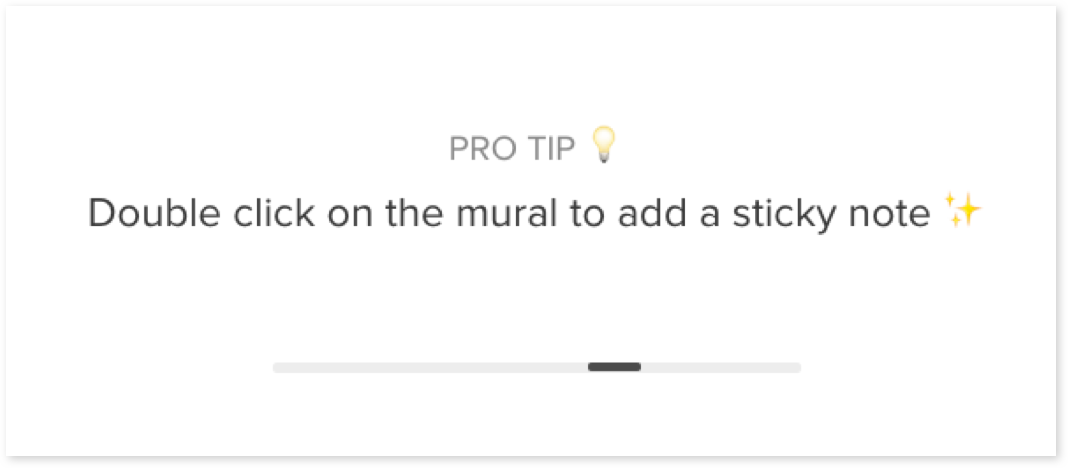 PRO TIP 💡
Double click on the mural to add a sticky note ✨